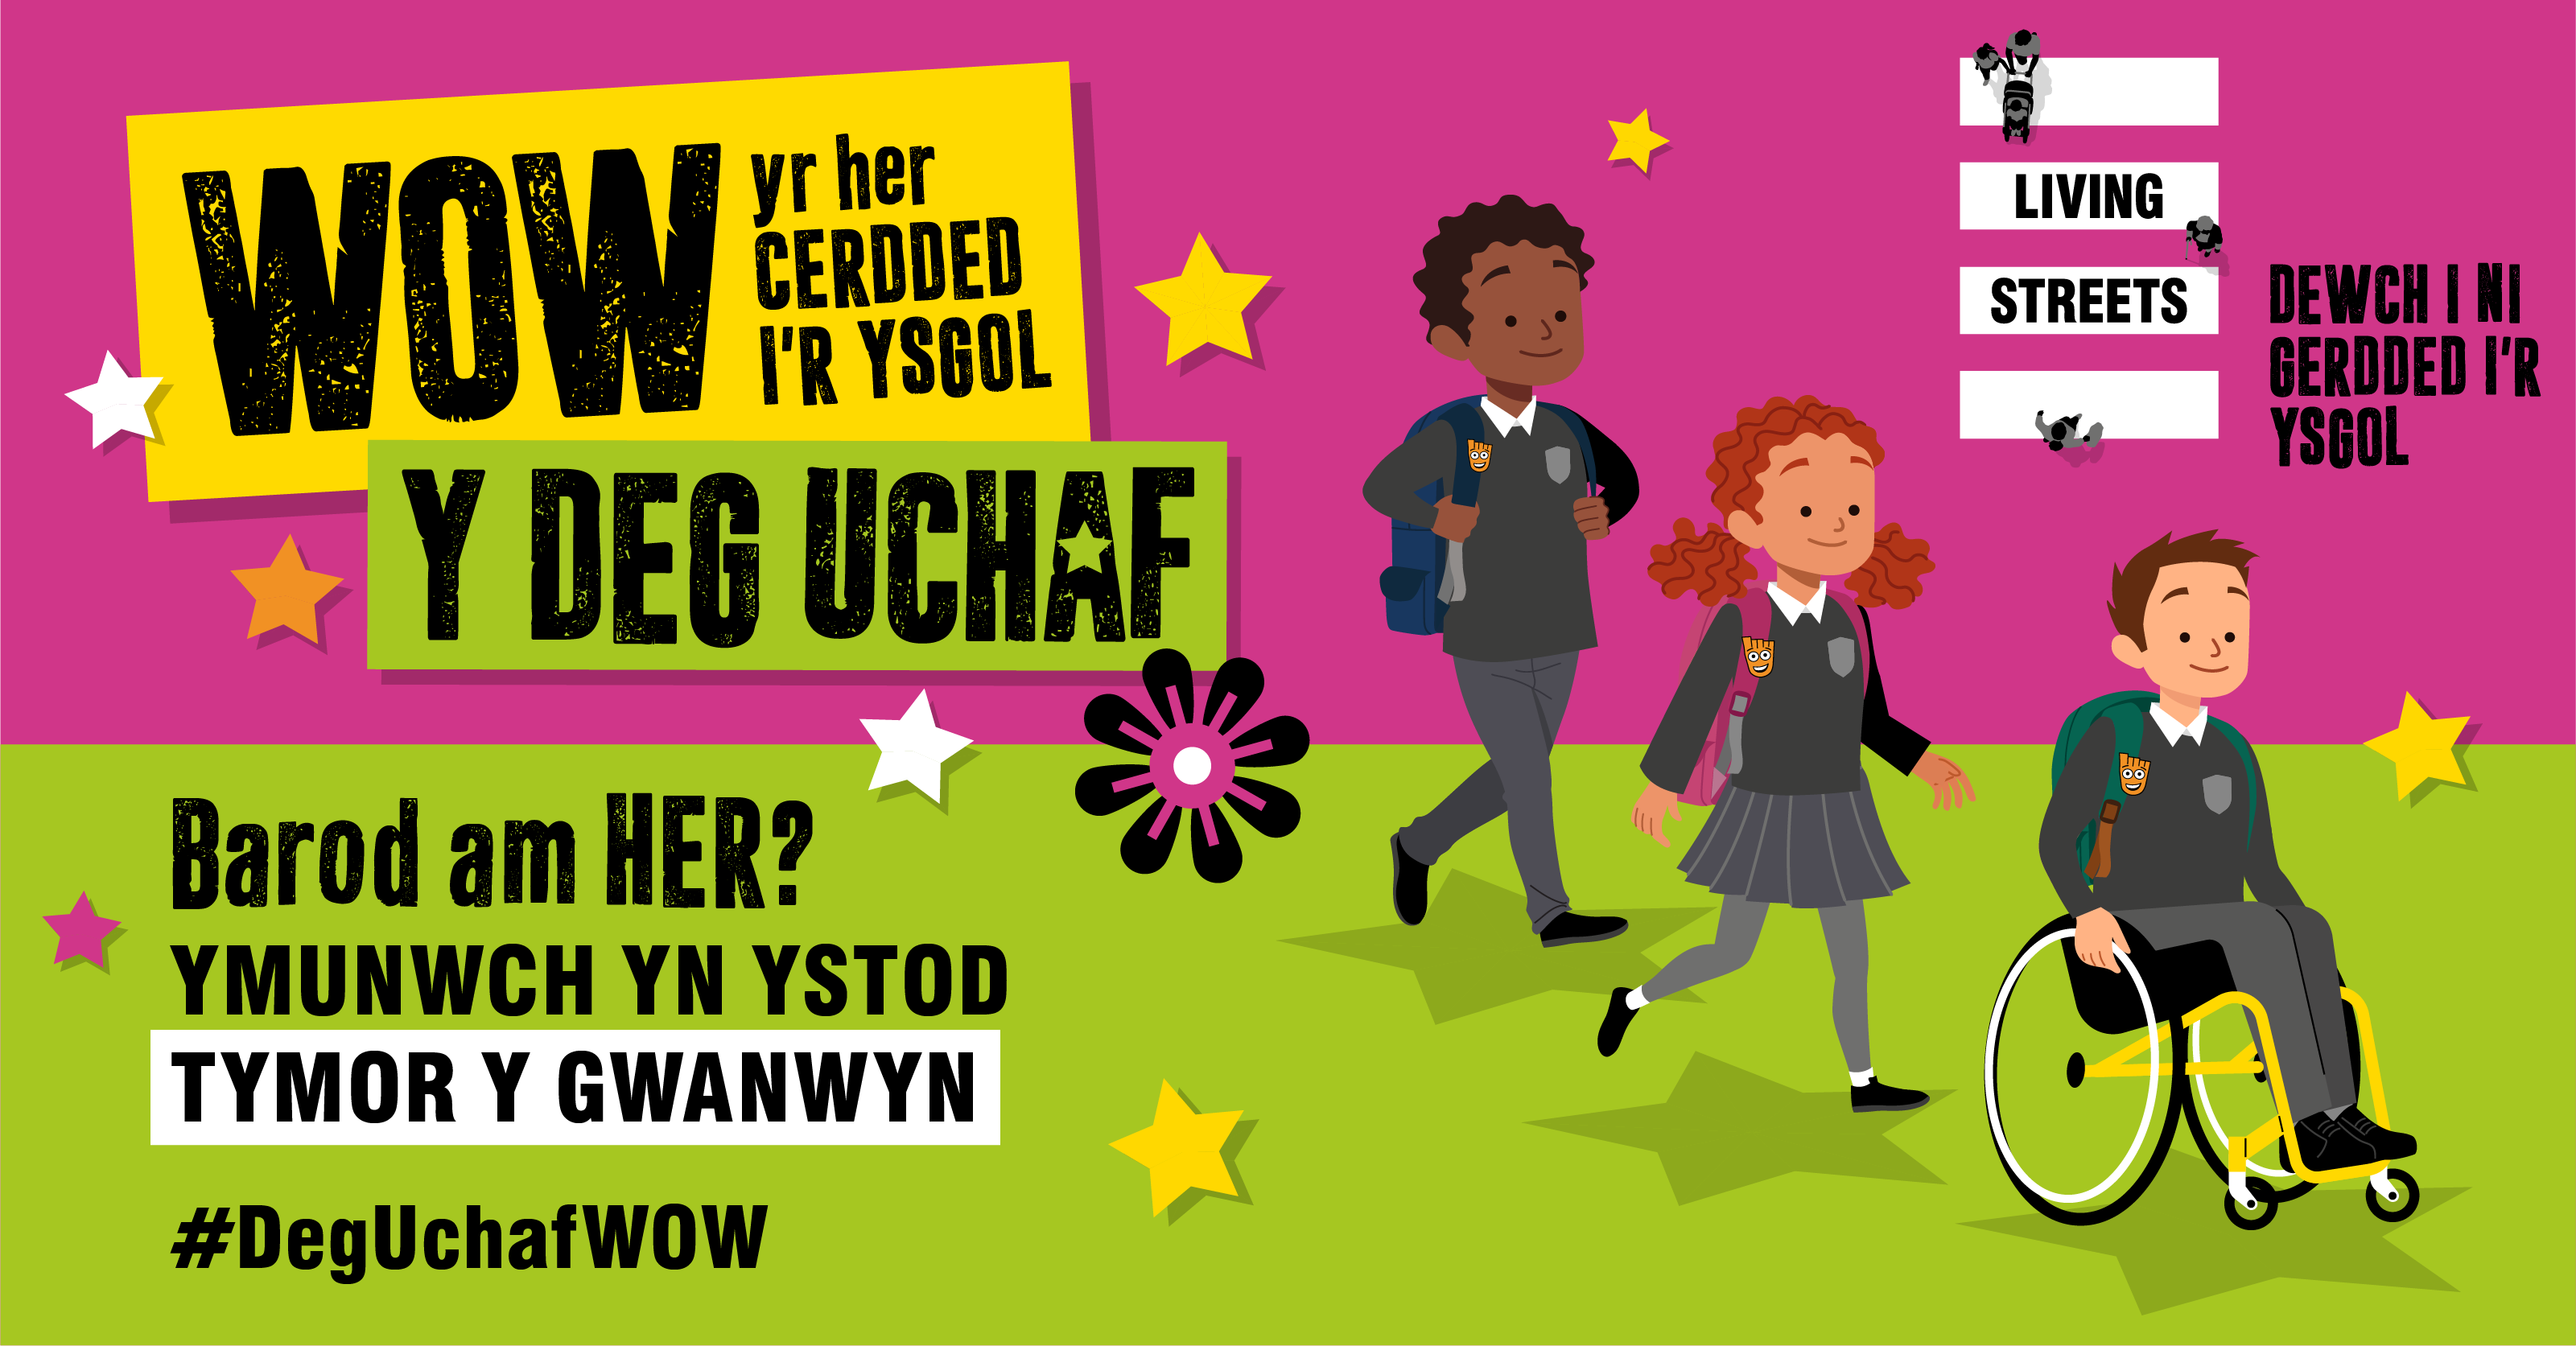 WOW
yr her
CERDDED
I'R YSGOL
Y DEG UCHAF
LIVING
STREETS
DEWCH I NI
GERDDED I'R
YSGOL
Barod am HER?
YMUNWCH YN YSTOD
TYMOR Y GWANWYN
#DegUchafWOW